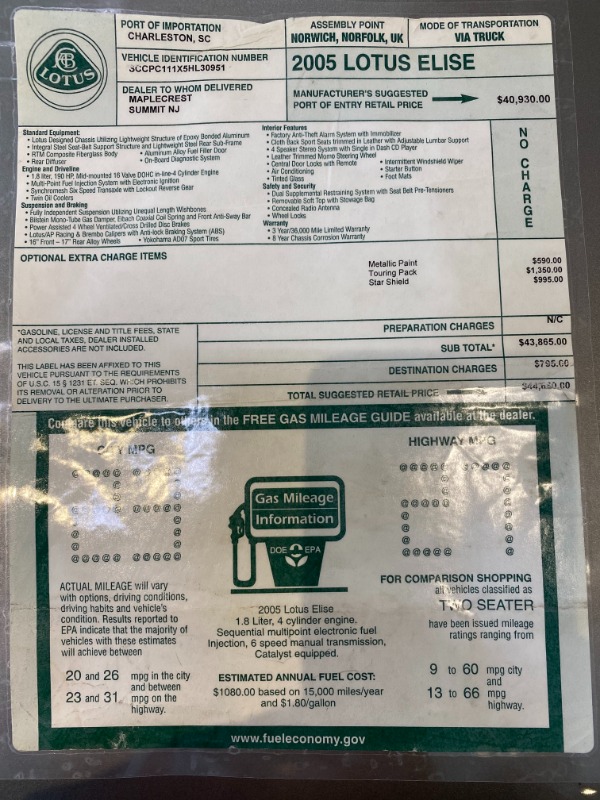 LOTUS
PORT OF IMPORTATION
CHARLESTON, SC
ASSEMBLY POINT
NORWICH, NORFOLK, UK
MODE OF TRANSPORTATION
VIA TRUCK
VEHICLE IDENTIFICATION NUMBER
SCCPC111X5HL30951
2005 LOTUS ELISE
DEALER TO WHOM DELIVERED
MAPLECREST
SUMMIT NJ
MANUFACTURER'S SUGGESTED
PORT OF ENTRY RETAIL PRICE
$40,930.00
Standard Equipment:
• Lotus Designed Chassis Utilizing Lightweight Structure of Epoxy Bonded Aluminum
• Integral Steel Seat-Belt Support Structure and Lightweight Steel Rear Sub-Frame
• RTM Composite Fiberglass Body • Aluminum Alloy Fuel Filler Door
• Rear Diffuser • On-Board Diagnostic System
Engine and Driveline
• 1.8 liter, 190 HP, Mid-mounted 16 Valve DOHC in-line-4 Cylinder Engine
• Multi-Point Fuel Injection System with Electronic Ignition
• Synchromesh Six Speed Transaxle with Lockout Reverse Gear
• Twin Oil Coolers
Suspension and Braking
• Fully Independent Suspension Utilizing Unequal Length Wishbones
• Bilstein Mono-Tube Gas Damper, Eibach Coaxial Coil Spring and Front Anti-Sway Bar
• Power Assisted 4 Wheel Ventilated/Cross Drilled Disc Brakes
• Lotus/AP Racing & Brembo Calipers with Anti-lock Braking System (ABS)
• 16" Front – 17" Rear Alloy Wheels • Yokohama AD07 Sport Tires
Interior Features
• Factory Anti-Theft Alarm System with Immobilizer
• Cloth Back Sport Seats trimmed in Leather with Adjustable Lumbar Support
• 4 Speaker Stereo System with Single in Dash CD Player
• Leather Trimmed Momo Steering Wheel
• Central Door Locks with Remote • Intermittent Windshield Wiper
• Air Conditioning • Starter Button
• Tinted Glass • Foot Mats
Safety and Security
• Dual Supplemental Restraining System with Seat Belt Pre-Tensioners
• Removable Soft Top with Stowage Bag
• Concealed Radio Antenna
• Wheel Locks
Warranty
• 3 Year/36,000 Mile Limited Warranty
• 8 Year Chassis Corrosion Warranty
NO CHARGE
OPTIONAL EXTRA CHARGE ITEMS
Metallic Paint $590.00
Touring Pack $1,350.00
Star Shield $995.00
*GASOLINE, LICENSE AND TITLE FEES, STATE
AND LOCAL TAXES, DEALER INSTALLED
ACCESSORIES ARE NOT INCLUDED.
THIS LABEL HAS BEEN AFFIXED TO THIS
VEHICLE PURSUANT TO THE REQUIREMENTS
OF U.S.C. 15 § 1231 ET. SEQ. WHICH PROHIBITS
ITS REMOVAL OR ALTERATION PRIOR TO
DELIVERY TO THE ULTIMATE PURCHASER.
PREPARATION CHARGES N/C
SUB TOTAL* $43,865.00
DESTINATION CHARGES $795.00
TOTAL SUGGESTED RETAIL PRICE
Compare this vehicle to others in the FREE GAS MILEAGE GUIDE available at the dealer.
CITY MPG
HIGHWAY MPG
Gas Mileage
Information
DOE EPA
ACTUAL MILEAGE will vary
with options, driving conditions,
driving habits and vehicle's
condition. Results reported to
EPA indicate that the majority of
vehicles with these estimates
will achieve between
20 and 26 mpg in the city
and between
23 and 31 mpg on the
highway.
2005 Lotus Elise
1.8 Liter, 4 cylinder engine.
Sequential multipoint electronic fuel
Injection, 6 speed manual transmission,
Catalyst equipped.
ESTIMATED ANNUAL FUEL COST:
$1080.00 based on 15,000 miles/year
and $1.80/gallon
FOR COMPARISON SHOPPING
all vehicles classified as
TWO SEATER
have been issued mileage
ratings ranging from
9 to 60 mpg city
and
13 to 66 mpg
highway.
www.fueleconomy.gov